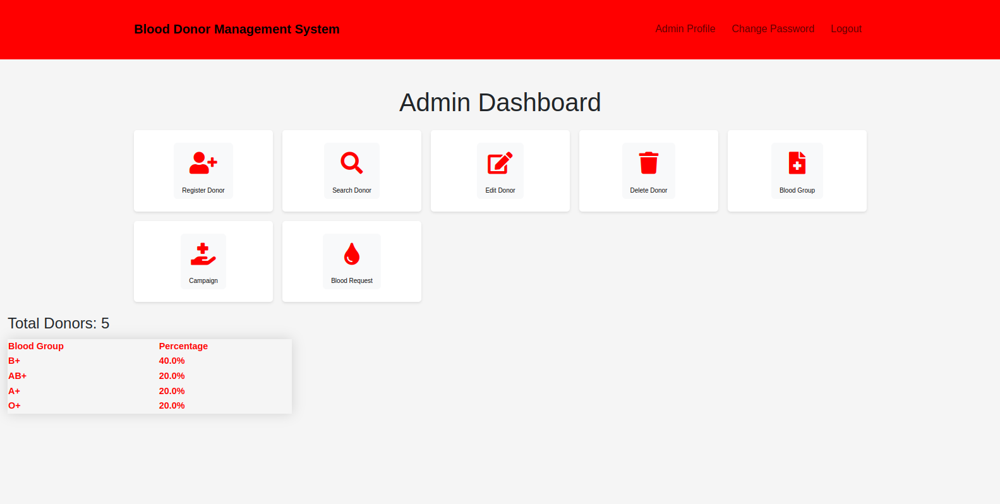 Blood Donor Management System
Admin Profile Change Password Logout
Admin Dashboard
Register Donor
Search Donor
Edit Donor
Delete Donor
Blood Group
Campaign
Blood Request
Total Donors: 5
Blood Group Percentage
B+ 40.0%
AB+ 20.0%
A+ 20.0%
O+ 20.0%